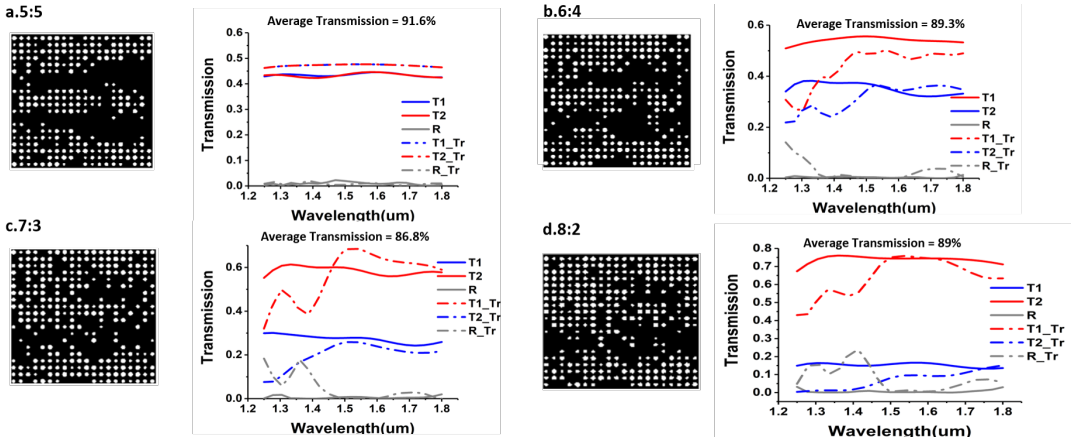 a.5:5
Average Transmission = 91.6%
0.6
0.5
0.4
0.3
0.2
0.1
0.0
Transmission
T1
T2
R
T1_Tr
T2_Tr
R_Tr
1.2 1.3 1.4 1.5 1.6 1.7 1.8
Wavelength(um)
b.6:4
Average Transmission = 89.3%
0.6
0.4
0.2
0.0
Transmission
T1
T2
R
T1_Tr
T2_Tr
R_Tr
1.2 1.3 1.4 1.5 1.6 1.7 1.8
Wavelength(um)
c.7:3
Average Transmission = 86.8%
0.6
0.4
0.2
0.0
Transmission
T1
T2
R
T1_Tr
T2_Tr
R_Tr
1.2 1.3 1.4 1.5 1.6 1.7 1.8
Wavelength(um)
d.8:2
Average Transmission = 89%
0.8
0.7
0.6
0.5
0.4
0.3
0.2
0.1
0.0
Transmission
T1
T2
R
T1_Tr
T2_Tr
R_Tr
1.2 1.3 1.4 1.5 1.6 1.7 1.8
Wavelength(um)